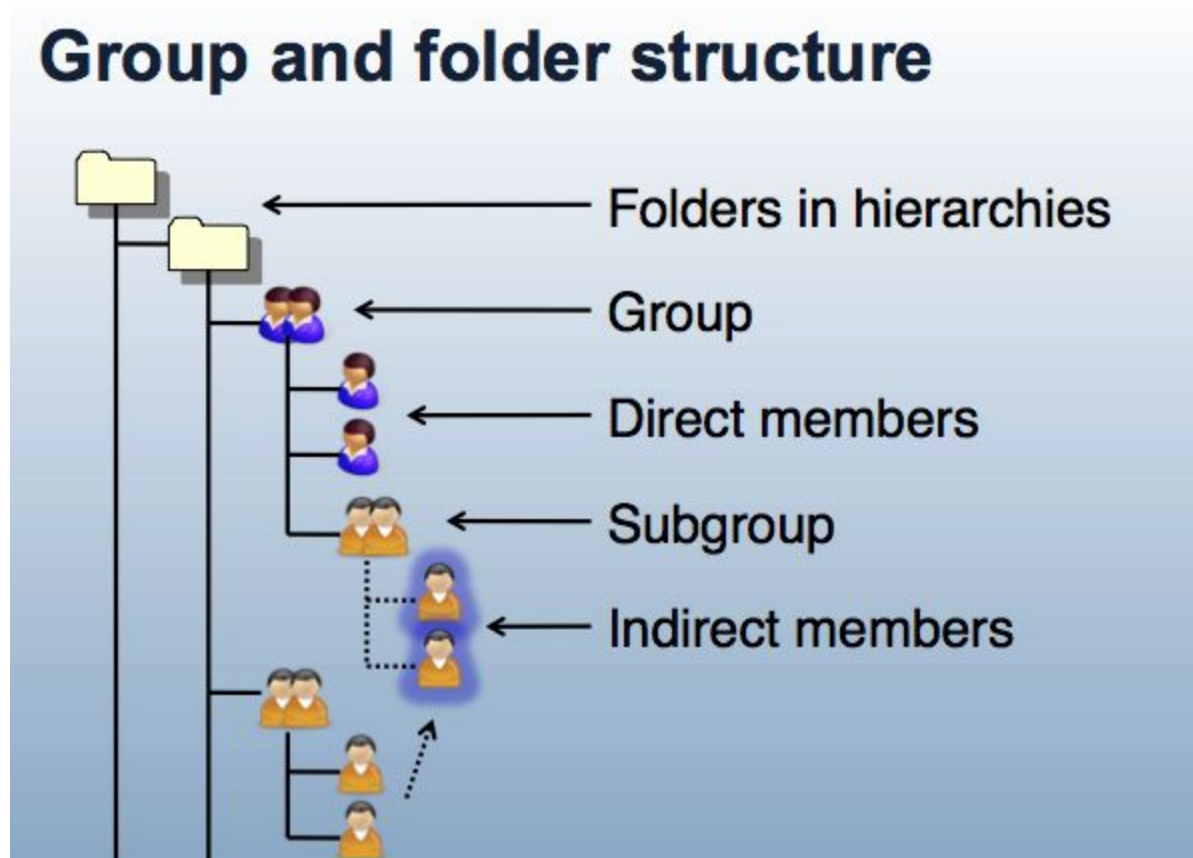 Group and folder structure
Folders in hierarchies
Group
Direct members
Subgroup
Indirect members